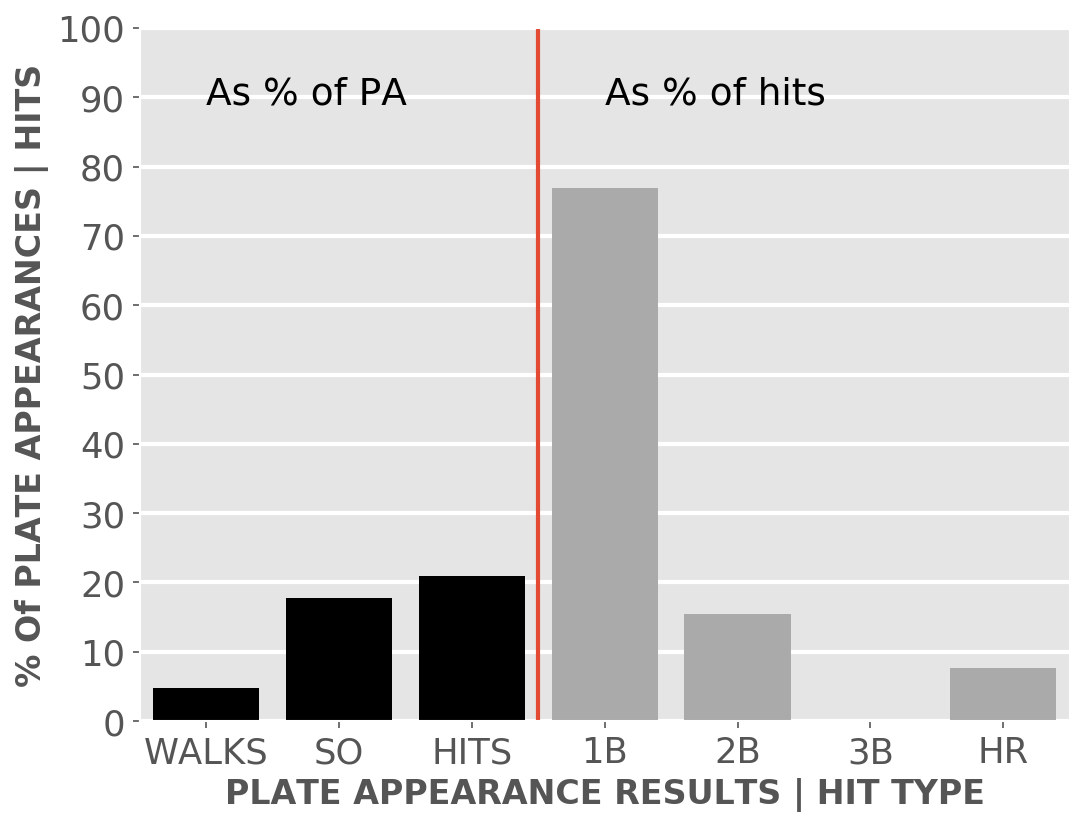 100
90
80
70
60
50
40
30
20
10
0
% Of PLATE APPEARANCES | HITS
As % of PA
As % of hits
WALKS SO HITS 1B 2B 3B HR
PLATE APPEARANCE RESULTS | HIT TYPE